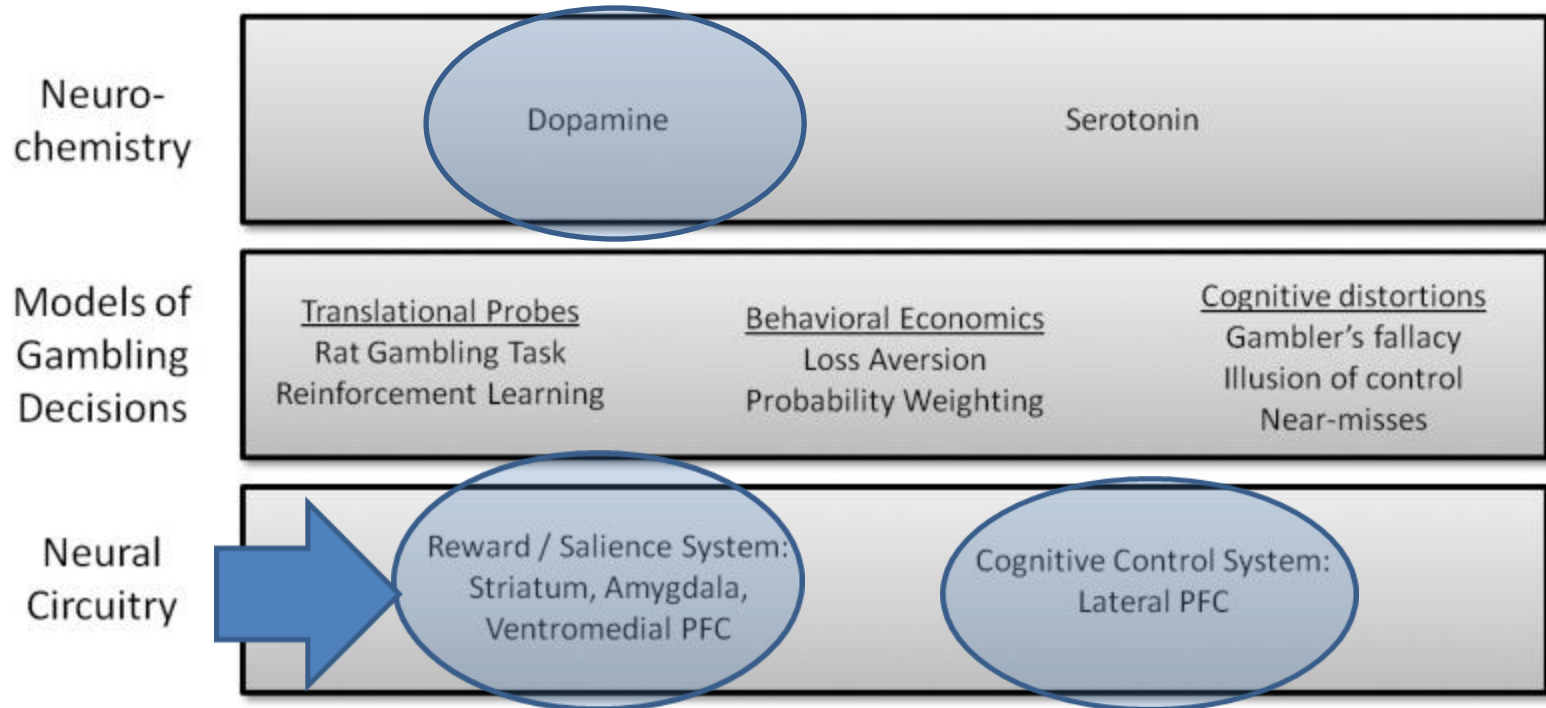 Neuro-
chemistry
Dopamine
Serotonin
Models of
Gambling
Decisions
Translational Probes
Rat Gambling Task
Reinforcement Learning
Behavioral Economics
Loss Aversion
Probability Weighting
Cognitive distortions
Gambler's fallacy
Illusion of control
Near-misses
Neural
Circuitry
Reward / Salience System:
Striatum, Amygdala,
Ventromedial PFC
Cognitive Control System:
Lateral PFC